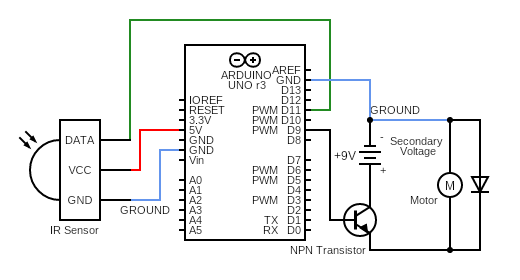 ARDUINO
UNO r3
AREF
GND
D13
D12
IOREF
RESET
3.3V
5V
GND
GND
Vin
PWM D11
PWM D10
PWM D9
D8
D7
PWM D6
PWM D5
D4
PWM D3
D2
TX D1
RX D0
A0
A1
A2
A3
A4
A5
DATA
VCC
GND
GROUND
IR Sensor
GROUND
-
Secondary
Voltage
+9V
+
M
Motor
NPN Transistor